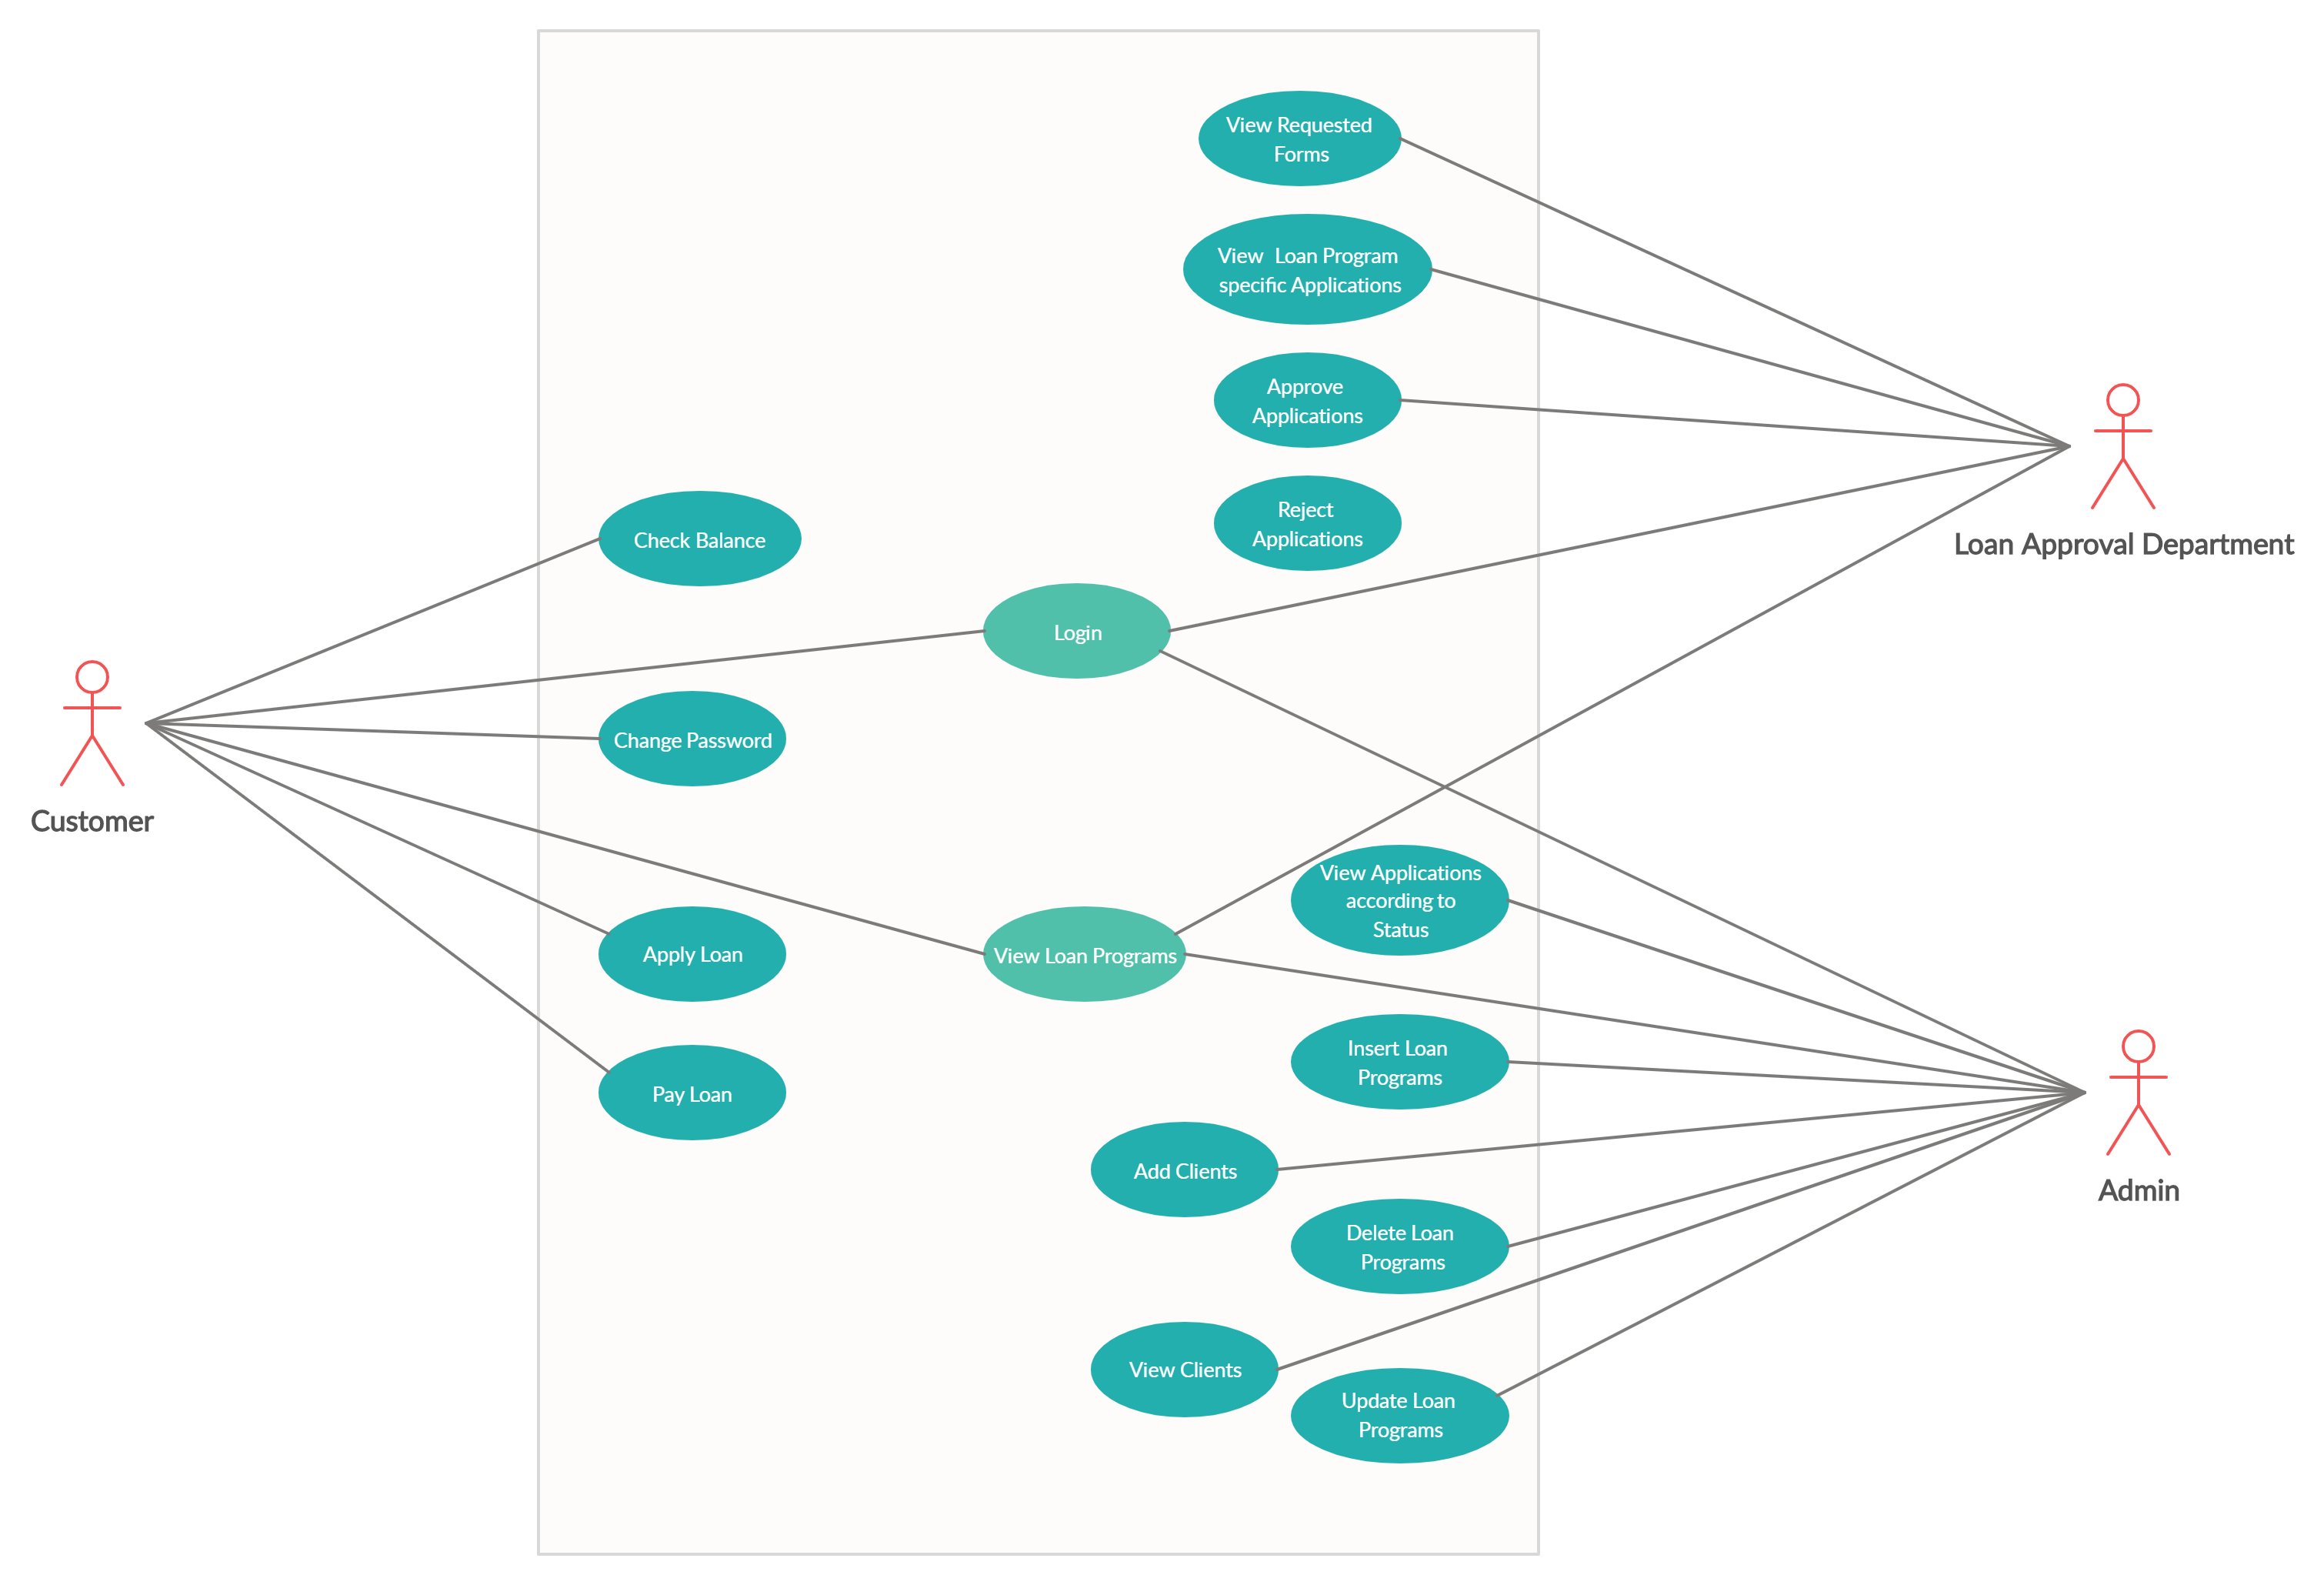 View Requested
Forms
View  Loan Program
specific Applications
Approve
Applications
Reject
Applications
Loan Approval Department
Check Balance
Login
Change Password
Customer
View Applications
according to
Status
Apply Loan
View Loan Programs
Insert Loan
Programs
Pay Loan
Add Clients
Admin
Delete Loan
Programs
View Clients
Update Loan
Programs